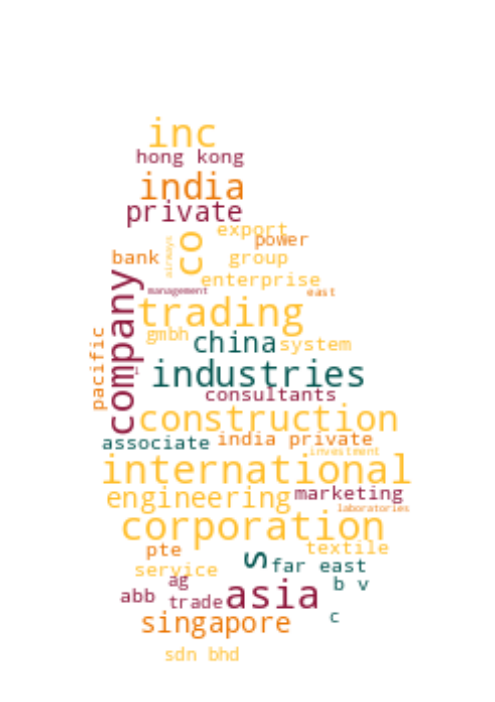 inc
hong kong
india
private
export
co
power
airways
bank
group
enterprise
management
east
company
trading
gmbh
china
system
pacific
industries
consultants
construction
associate
india private
investment
international
engineering
marketing
laboratories
corporation
pte
textile
s
far east
service
ag
b v
abb
trade
asia
singapore
c
sdn bhd